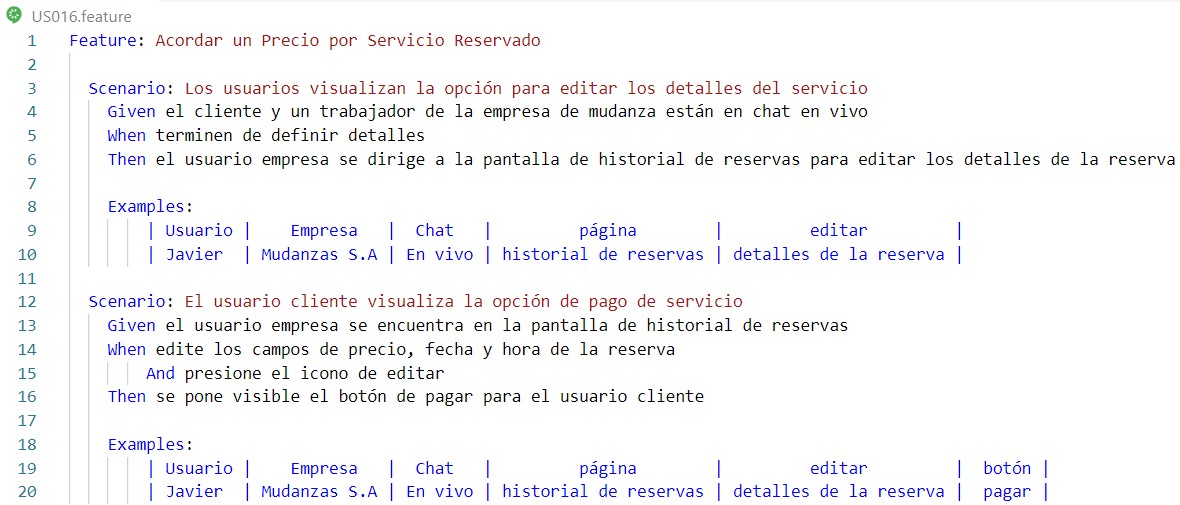 US016.feature
1 Feature: Acordar un Precio por Servicio Reservado
2
3 Scenario: Los usuarios visualizan la opción para editar los detalles del servicio
4 Given el cliente y un trabajador de la empresa de mudanza están en chat en vivo
5 When terminen de definir detalles
6 Then el usuario empresa se dirige a la pantalla de historial de reservas para editar los detalles de la reserva
7
8 Examples:
9 | Usuario | Empresa | Chat | página | editar |
10 | Javier | Mudanzas S.A | En vivo | historial de reservas | detalles de la reserva |
11
12 Scenario: El usuario cliente visualiza la opción de pago de servicio
13 Given el usuario empresa se encuentra en la pantalla de historial de reservas
14 When edite los campos de precio, fecha y hora de la reserva
15 And presione el icono de editar
16 Then se pone visible el botón de pagar para el usuario cliente
17
18 Examples:
19 | Usuario | Empresa | Chat | página | editar | botón |
20 | Javier | Mudanzas S.A | En vivo | historial de reservas | detalles de la reserva | pagar |